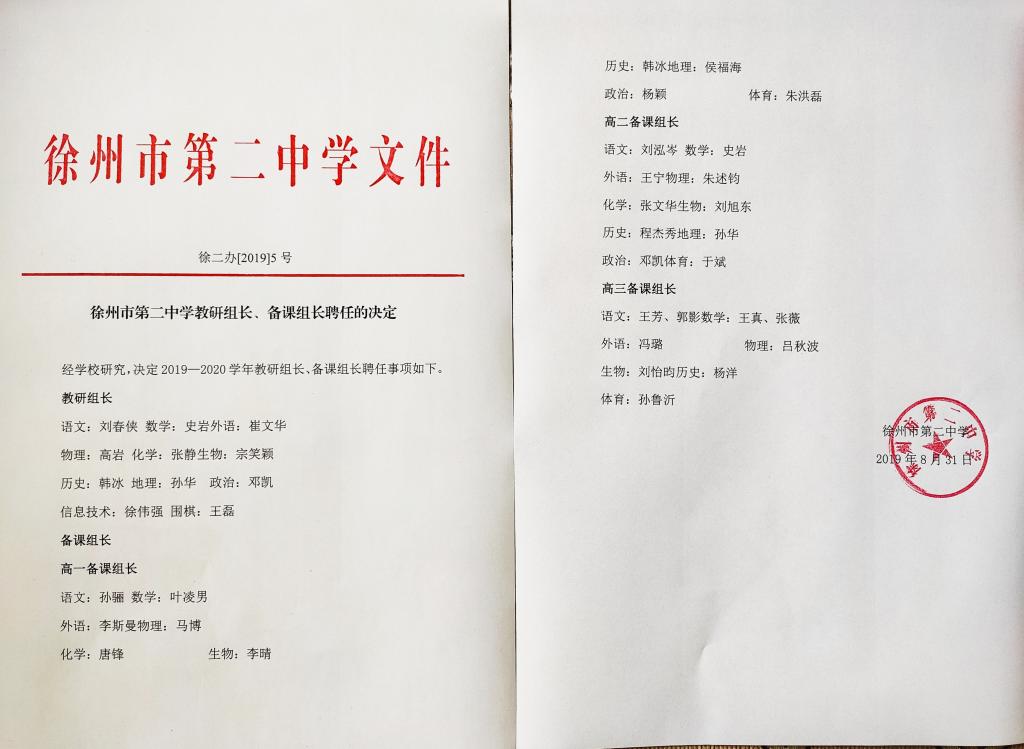 徐州市第二中学文件
徐二办[2019]5 号
徐州市第二中学教研组长、备课组长聘任的决定
经学校研究,决定 2019—2020 学年教研组长、备课组长聘任事项如下。
教研组长
语文：刘春侠 数学：史岩外语：崔文华
物理：高岩 化学：张静生物：宗笑颖
历史：韩冰 地理：孙华 政治：邓凯
信息技术：徐伟强 围棋：王磊
备课组长
高一备课组长
语文：孙骊 数学：叶凌男
外语：李斯曼物理：马博
化学：唐锋 生物：李晴
历史：韩冰地理：侯福海
政治：杨颖 体育：朱洪磊
高二备课组长
语文：刘泓岑 数学：史岩
外语：王宁物理：朱述钧
化学：张文华生物：刘旭东
历史：程杰秀地理：孙华
政治：邓凯体育：于斌
高三备课组长
语文：王芳、郭影数学：王真、张薇
外语：冯璐 物理：吕秋波
生物：刘怡昀历史：杨洋
体育：孙鲁沂
徐州市第二中学
2019 年 8 月 31 日
徐州市第二中学